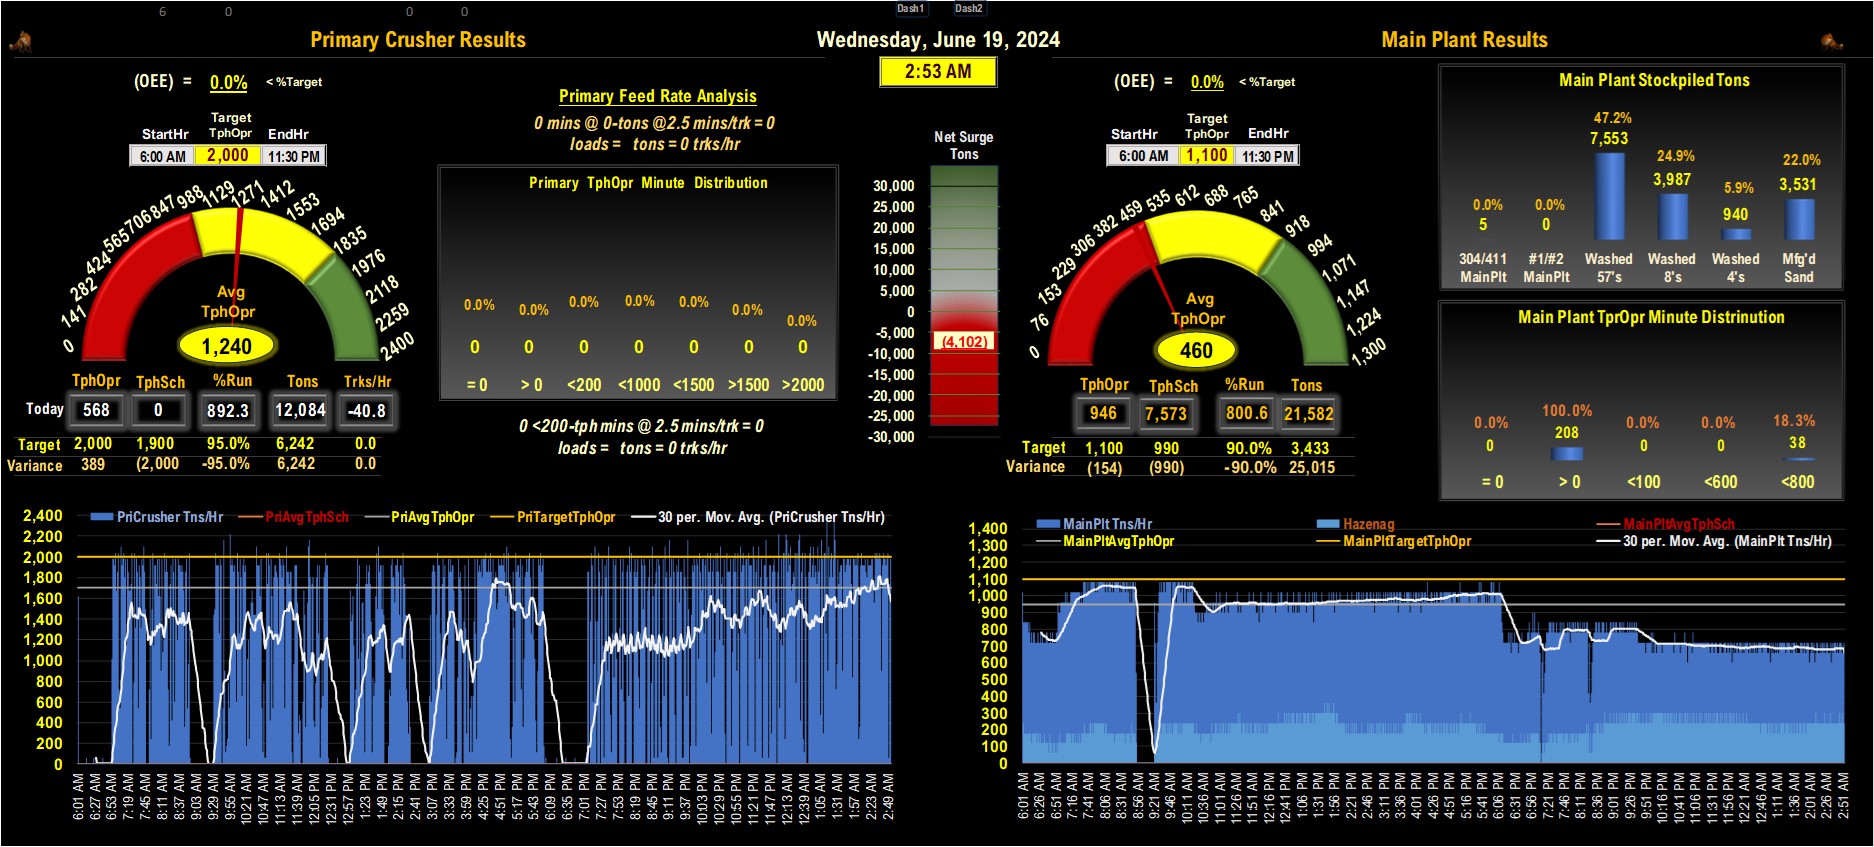 6 0 0 0 Dash1 Dash2
Primary Crusher Results
Wednesday, June 19, 2024
Main Plant Results
2:53 AM
(OEE) = 0.0% < %Target
Target
StartHr TphOpr EndHr
6:00 AM 2,000 11:30 PM
0 141 282 424 565 706 847 988 1129 1271 1412 1553 1694 1835 1976 2118 2259 2400
Avg
TphOpr
1,240
TphOpr TphSch %Run Tons Trks/Hr
Today 568 0 892.3 12,084 -40.8
Target 2,000 1,900 95.0% 6,242 0.0
Variance 389 (2,000 -95.0% 6,242 0.0
Primary Feed Rate Analysis
0 mins @ 0-tons @2.5 mins/trk = 0
loads = tons = 0 trks/hr
Primary TphOpr Minute Distribution
0.0% 0.0% 0.0% 0.0% 0.0% 0.0% 0.0%
0 0 0 0 0 0 0
= 0 > 0 <200 <1000 <1500 >1500 >2000
0 <200-tph mins @ 2.5 mins/trk = 0
loads = tons = 0 trks/hr
Net Surge
Tons
30,000
25,000
20,000
15,000
10,000
5,000
0
-5,000
(4,102)
-10,000
-15,000
-20,000
-25,000
-30,000
(OEE) = 0.0% < %Target
Target
StartHr TphOpr EndHr
6:00 AM 1,100 11:30 PM
0 76 153 229 306 382 459 535 612 688 765 841 918 994 1,071 1,147 1,224 1,300
Avg
TphOpr
460
TphOpr TphSch %Run Tons
946 7,573 800.6 21,582
Target 1,100 990 90.0% 3,433
Variance (154) (990) -90.0% 25,015
Main Plant Stockpiled Tons
0.0% 0.0% 47.2% 24.9% 5.9% 22.0%
5 0 7,553 3,987 940 3,531
304/411 #1/#2 Washed Washed Washed Mfg'd
MainPlt MainPlt 57's 8's 4's Sand
Main Plant TprOpr Minute Distrinution
0.0% 100.0% 0.0% 0.0% 18.3%
0 208 0 0 38
= 0 > 0 <100 <600 <800
PriCrusher Tns/Hr PriAvgTphSch PriAvgTphOpr PriTargetTphOpr 30 per. Mov. Avg. (PriCrusher Tns/Hr)
2,400
2,200
2,000
1,800
1,600
1,400
1,200
1,000
800
600
400
200
0
6:01 AM 6:27 AM 6:53 AM 7:19 AM 7:45 AM 8:11 AM 8:37 AM 9:03 AM 9:29 AM 9:55 AM 10:21 AM 10:47 AM 11:13 AM 11:39 AM 12:05 PM 12:31 PM 12:57 PM 1:23 PM 1:49 PM 2:15 PM 2:41 PM 3:07 PM 3:33 PM 3:59 PM 4:25 PM 4:51 PM 5:17 PM 5:43 PM 6:09 PM 6:35 PM 7:01 PM 7:27 PM 7:53 PM 8:19 PM 8:45 PM 9:11 PM 9:37 PM 10:03 PM 10:29 PM 10:55 PM 11:21 PM 11:47 PM 12:13 AM 12:39 AM 1:05 AM 1:31 AM 1:57 AM 2:23 AM 2:49 AM
MainPlt Tns/Hr Hazenag MainPltAvgTphSch
MainPltAvgTphOpr MainPltTargetTphOpr 30 per. Mov. Avg. (MainPlt Tns/Hr)
1,400
1,300
1,200
1,100
1,000
900
800
700
600
500
400
300
200
100
0
6:01 AM 6:26 AM 6:51 AM 7:16 AM 7:41 AM 8:06 AM 8:31 AM 8:56 AM 9:21 AM 9:46 AM 10:11 AM 10:36 AM 11:01 AM 11:26 AM 11:51 AM 12:16 PM 12:41 PM 1:06 PM 1:31 PM 1:56 PM 2:21 PM 2:46 PM 3:11 PM 3:36 PM 4:01 PM 4:26 PM 4:51 PM 5:16 PM 5:41 PM 6:06 PM 6:31 PM 6:56 PM 7:21 PM 7:46 PM 8:11 PM 8:36 PM 9:01 PM 9:26 PM 9:51 PM 10:16 PM 10:41 PM 11:06 PM 11:31 PM 11:56 PM 12:21 AM 12:46 AM 1:11 AM 1:36 AM 2:01 AM 2:26 AM 2:51 AM